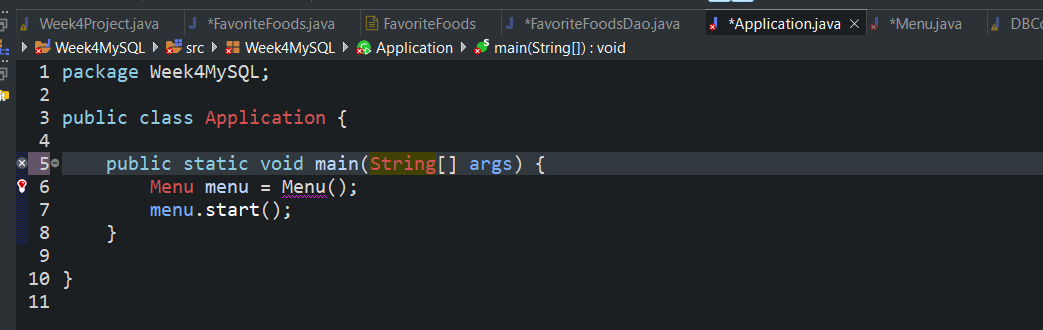 Week4Project.java *FavoriteFoods.java FavoriteFoods *FavoriteFoodsDao.java *Application.java *Menu.java DBCo
Week4MySQL src Week4MySQL Application main(String[]) : void
1 package Week4MySQL;
2
3 public class Application {
4
5 public static void main(String[] args) {
6 Menu menu = Menu();
7 menu.start();
8 }
9
10 }
11